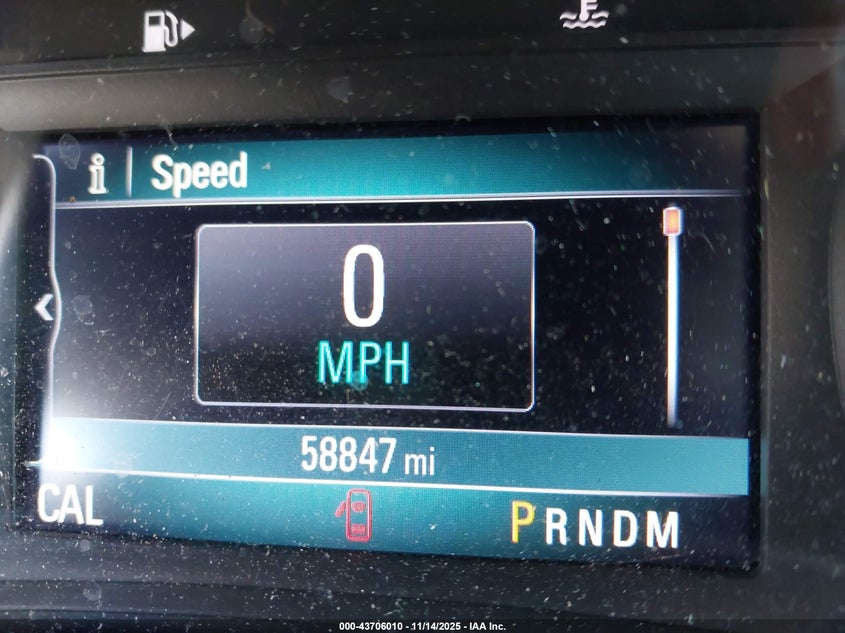 i | Speed
0
MPH
58847 mi
CAL PRNDM
000-43706010 - 11/14/2025 - IAA Inc.